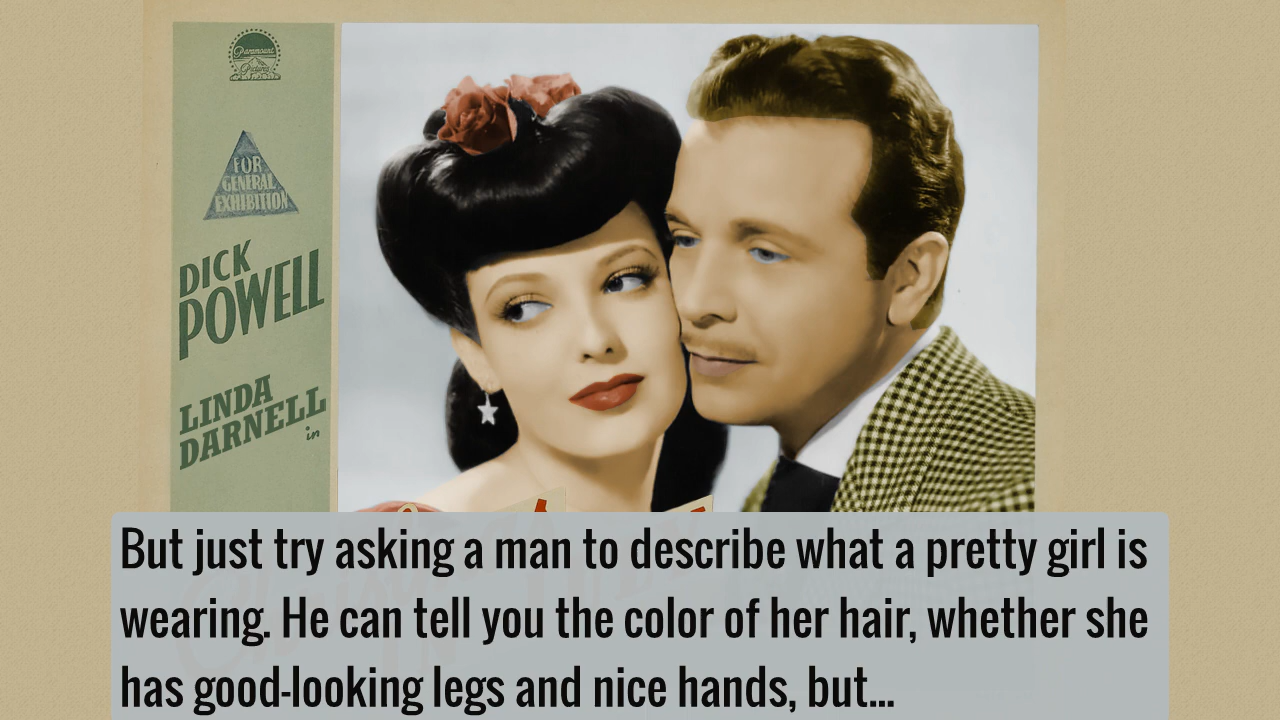 Paramount
Pictures
FOR
GENERAL
EXHIBITION
DICK
POWELL
LINDA
DARNELL
in
But just try asking a man to describe what a pretty girl is
wearing. He can tell you the color of her hair, whether she
has good-looking legs and nice hands, but...